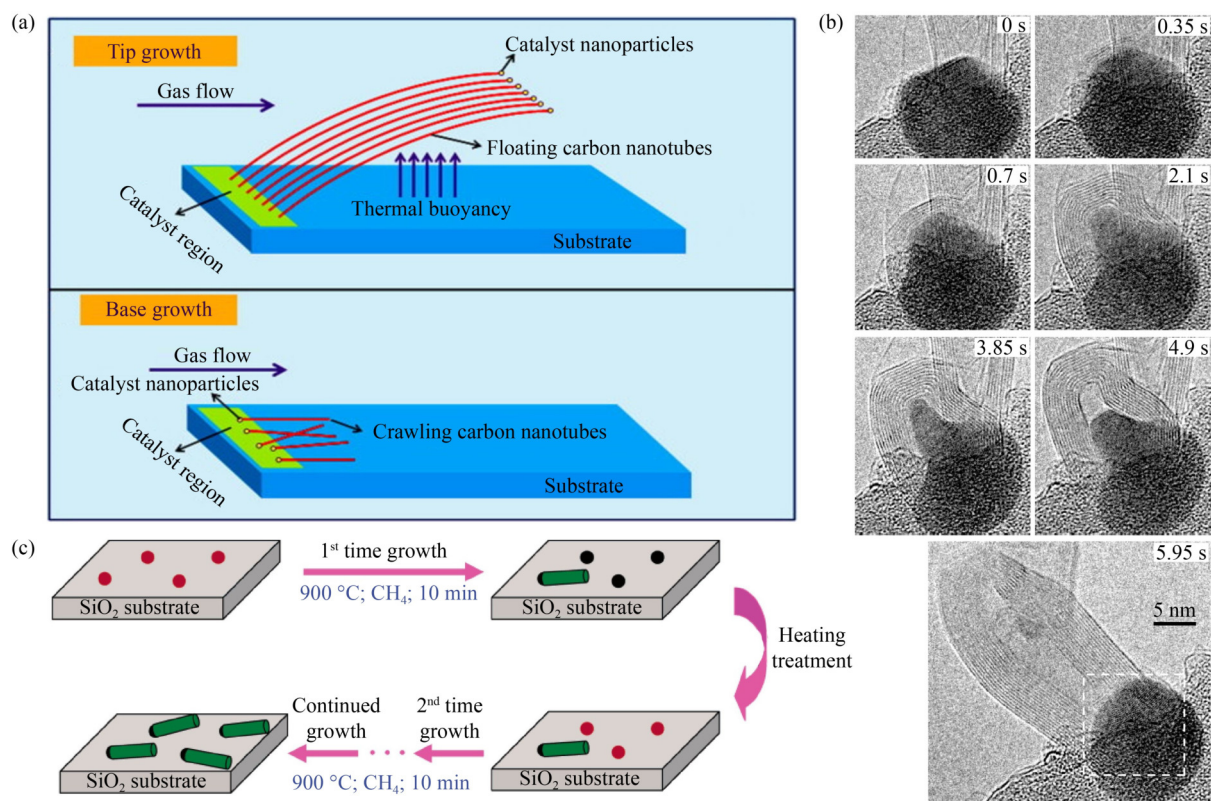 (a)
Tip growth
Gas flow
Catalyst nanoparticles
Floating carbon nanotubes
Thermal buoyancy
Catalyst region
Substrate
Base growth
Gas flow
Catalyst nanoparticles
Catalyst region
Crawling carbon nanotubes
Substrate
(b)
0 s
0.35 s
0.7 s
2.1 s
3.85 s
4.9 s
5.95 s
5 nm
(c)
SiO₂ substrate
1st time growth
900 °C; CH₄; 10 min
SiO₂ substrate
Heating
treatment
SiO₂ substrate
Continued
growth
2nd time
growth
900 °C; CH₄; 10 min
SiO₂ substrate